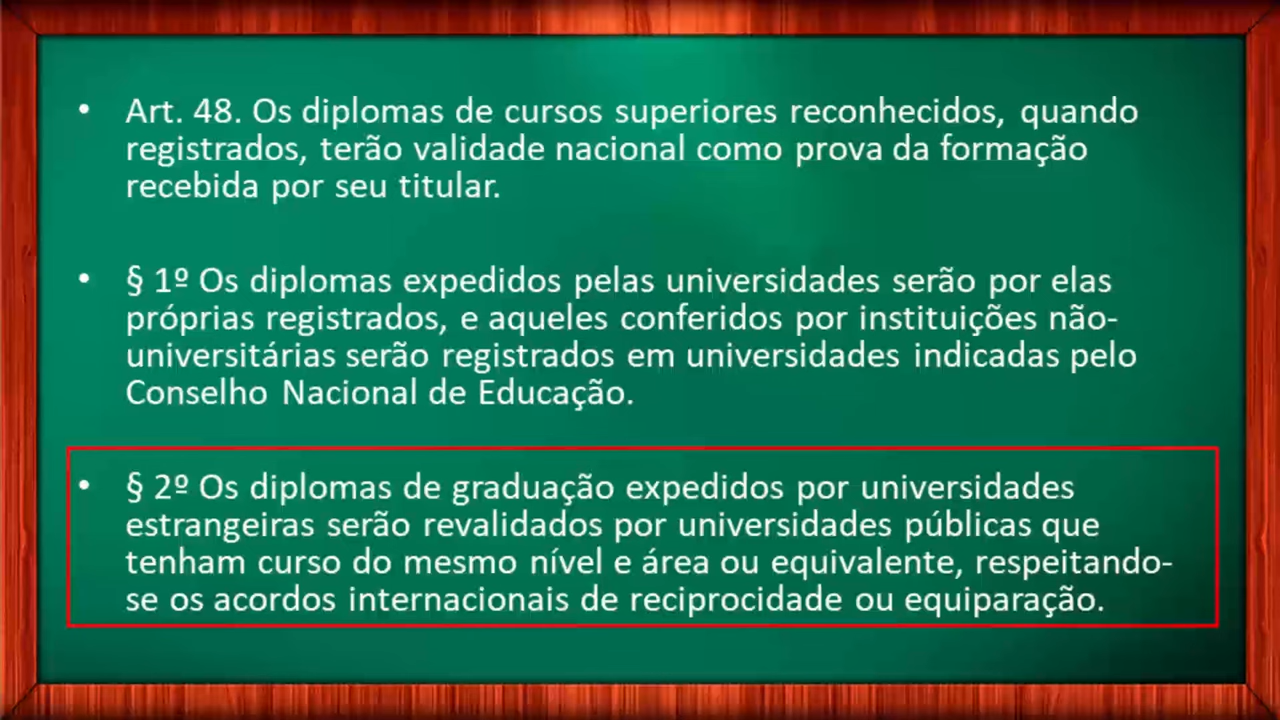 • Art. 48. Os diplomas de cursos superiores reconhecidos, quando
registrados, terão validade nacional como prova da formação
recebida por seu titular.
• § 1º Os diplomas expedidos pelas universidades serão por elas
próprias registrados, e aqueles conferidos por instituições não-
universitárias serão registrados em universidades indicadas pelo
Conselho Nacional de Educação.
• § 2º Os diplomas de graduação expedidos por universidades
estrangeiras serão revalidados por universidades públicas que
tenham curso do mesmo nível e área ou equivalente, respeitando-
se os acordos internacionais de reciprocidade ou equiparação.